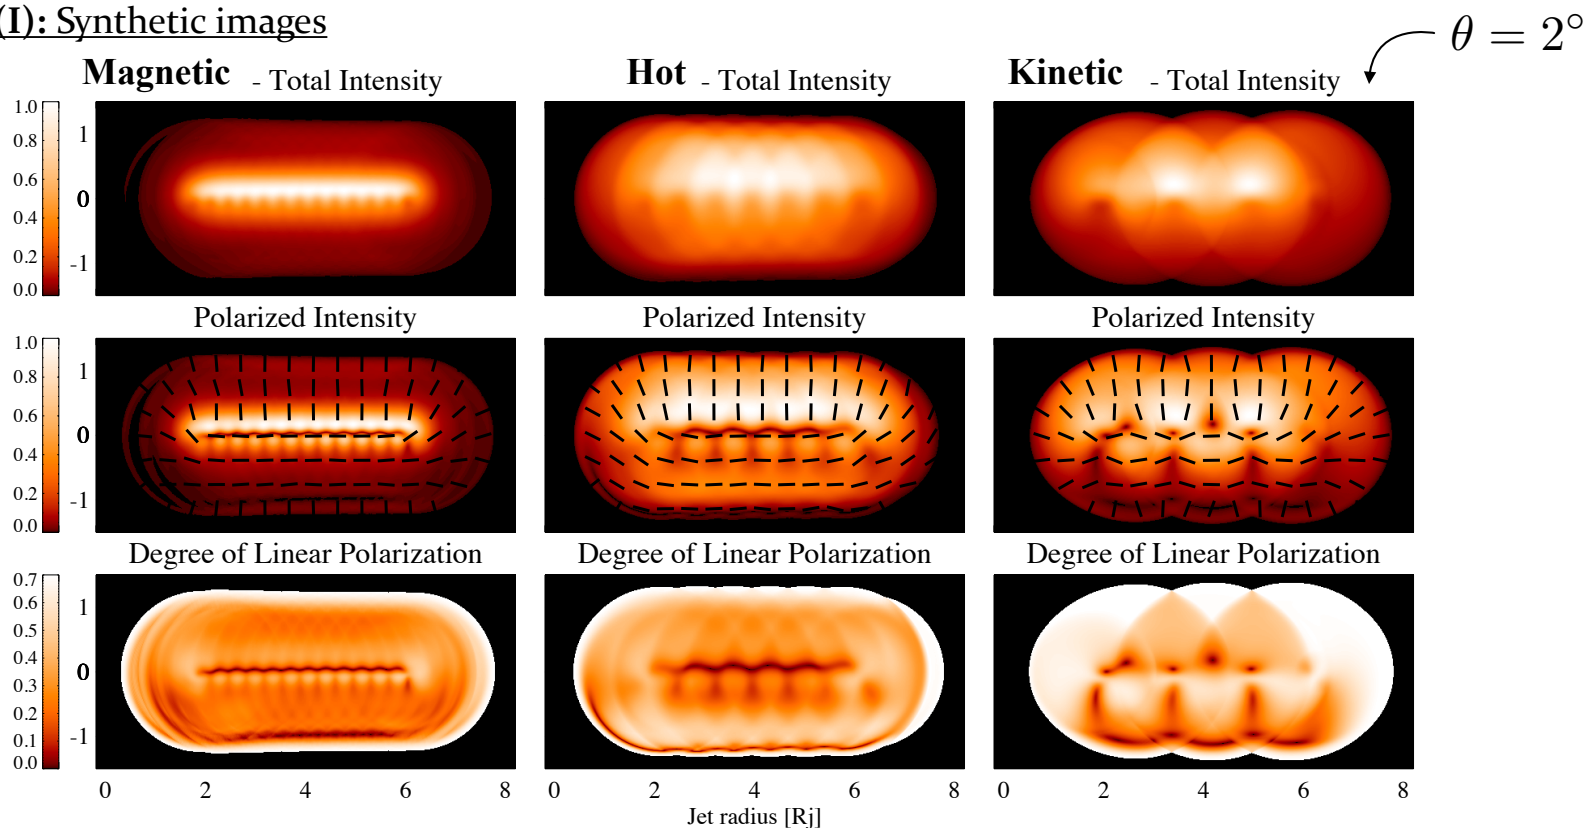 (I): Synthetic images
θ = 2°
Magnetic - Total Intensity
Hot - Total Intensity
Kinetic - Total Intensity
1.0
0.8
0.6
0.4
0.2
0.0
1
0
-1
Polarized Intensity
Polarized Intensity
Polarized Intensity
1.0
0.8
0.6
0.4
0.2
0.0
1
0
-1
Degree of Linear Polarization
Degree of Linear Polarization
Degree of Linear Polarization
0.7
0.6
0.5
0.4
0.3
0.2
0.1
0.0
1
0
-1
0 2 4 6 8
0 2 4 6 8
0 2 4 6 8
Jet radius [Rj]